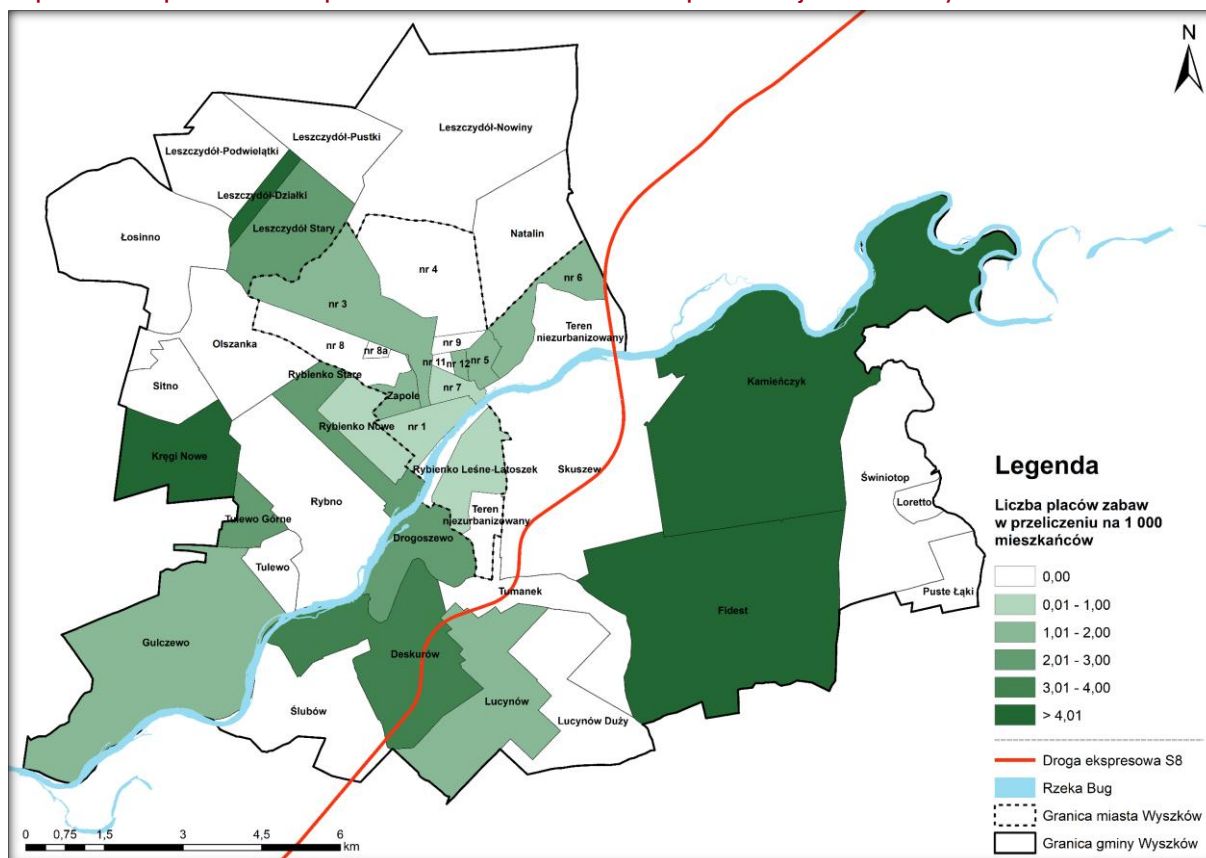 N
Leszczydół-Nowiny
Leszczydół-Pustki
Leszczydół-Podwielątki
Leszczydół-Działki
Leszczydół Stary
Łosinno
Natalin
nr 4
nr 6
nr 3
Teren
niezurbanizowany
Olszanka
nr 8
nr 8a
nr 9
nr 11
nr 12
nr 5
Sitno
Rybienko Stare
Zapole
nr 7
Kamieńczyk
Rybienko Nowe
nr 1
Kręgi Nowe
Rybienko Leśne-Latoszek
Skuszew
Świniotop
Loretto
Rybno
Teren
niezurbanizowany
Tulewo Górne
Drogoszewo
Tulewo
Tumanek
Puste Łąki
Fidest
Gulczewo
Deskurów
Lucynów
Ślubów
Lucynów Duży
Legenda
Liczba placów zabaw
w przeliczeniu na 1 000
mieszkańców
0,00
0,01 - 1,00
1,01 - 2,00
2,01 - 3,00
3,01 - 4,00
> 4,01
Droga ekspresowa S8
Rzeka Bug
Granica miasta Wyszków
Granica gminy Wyszków
0 0,75 1,5 3 4,5 6
km